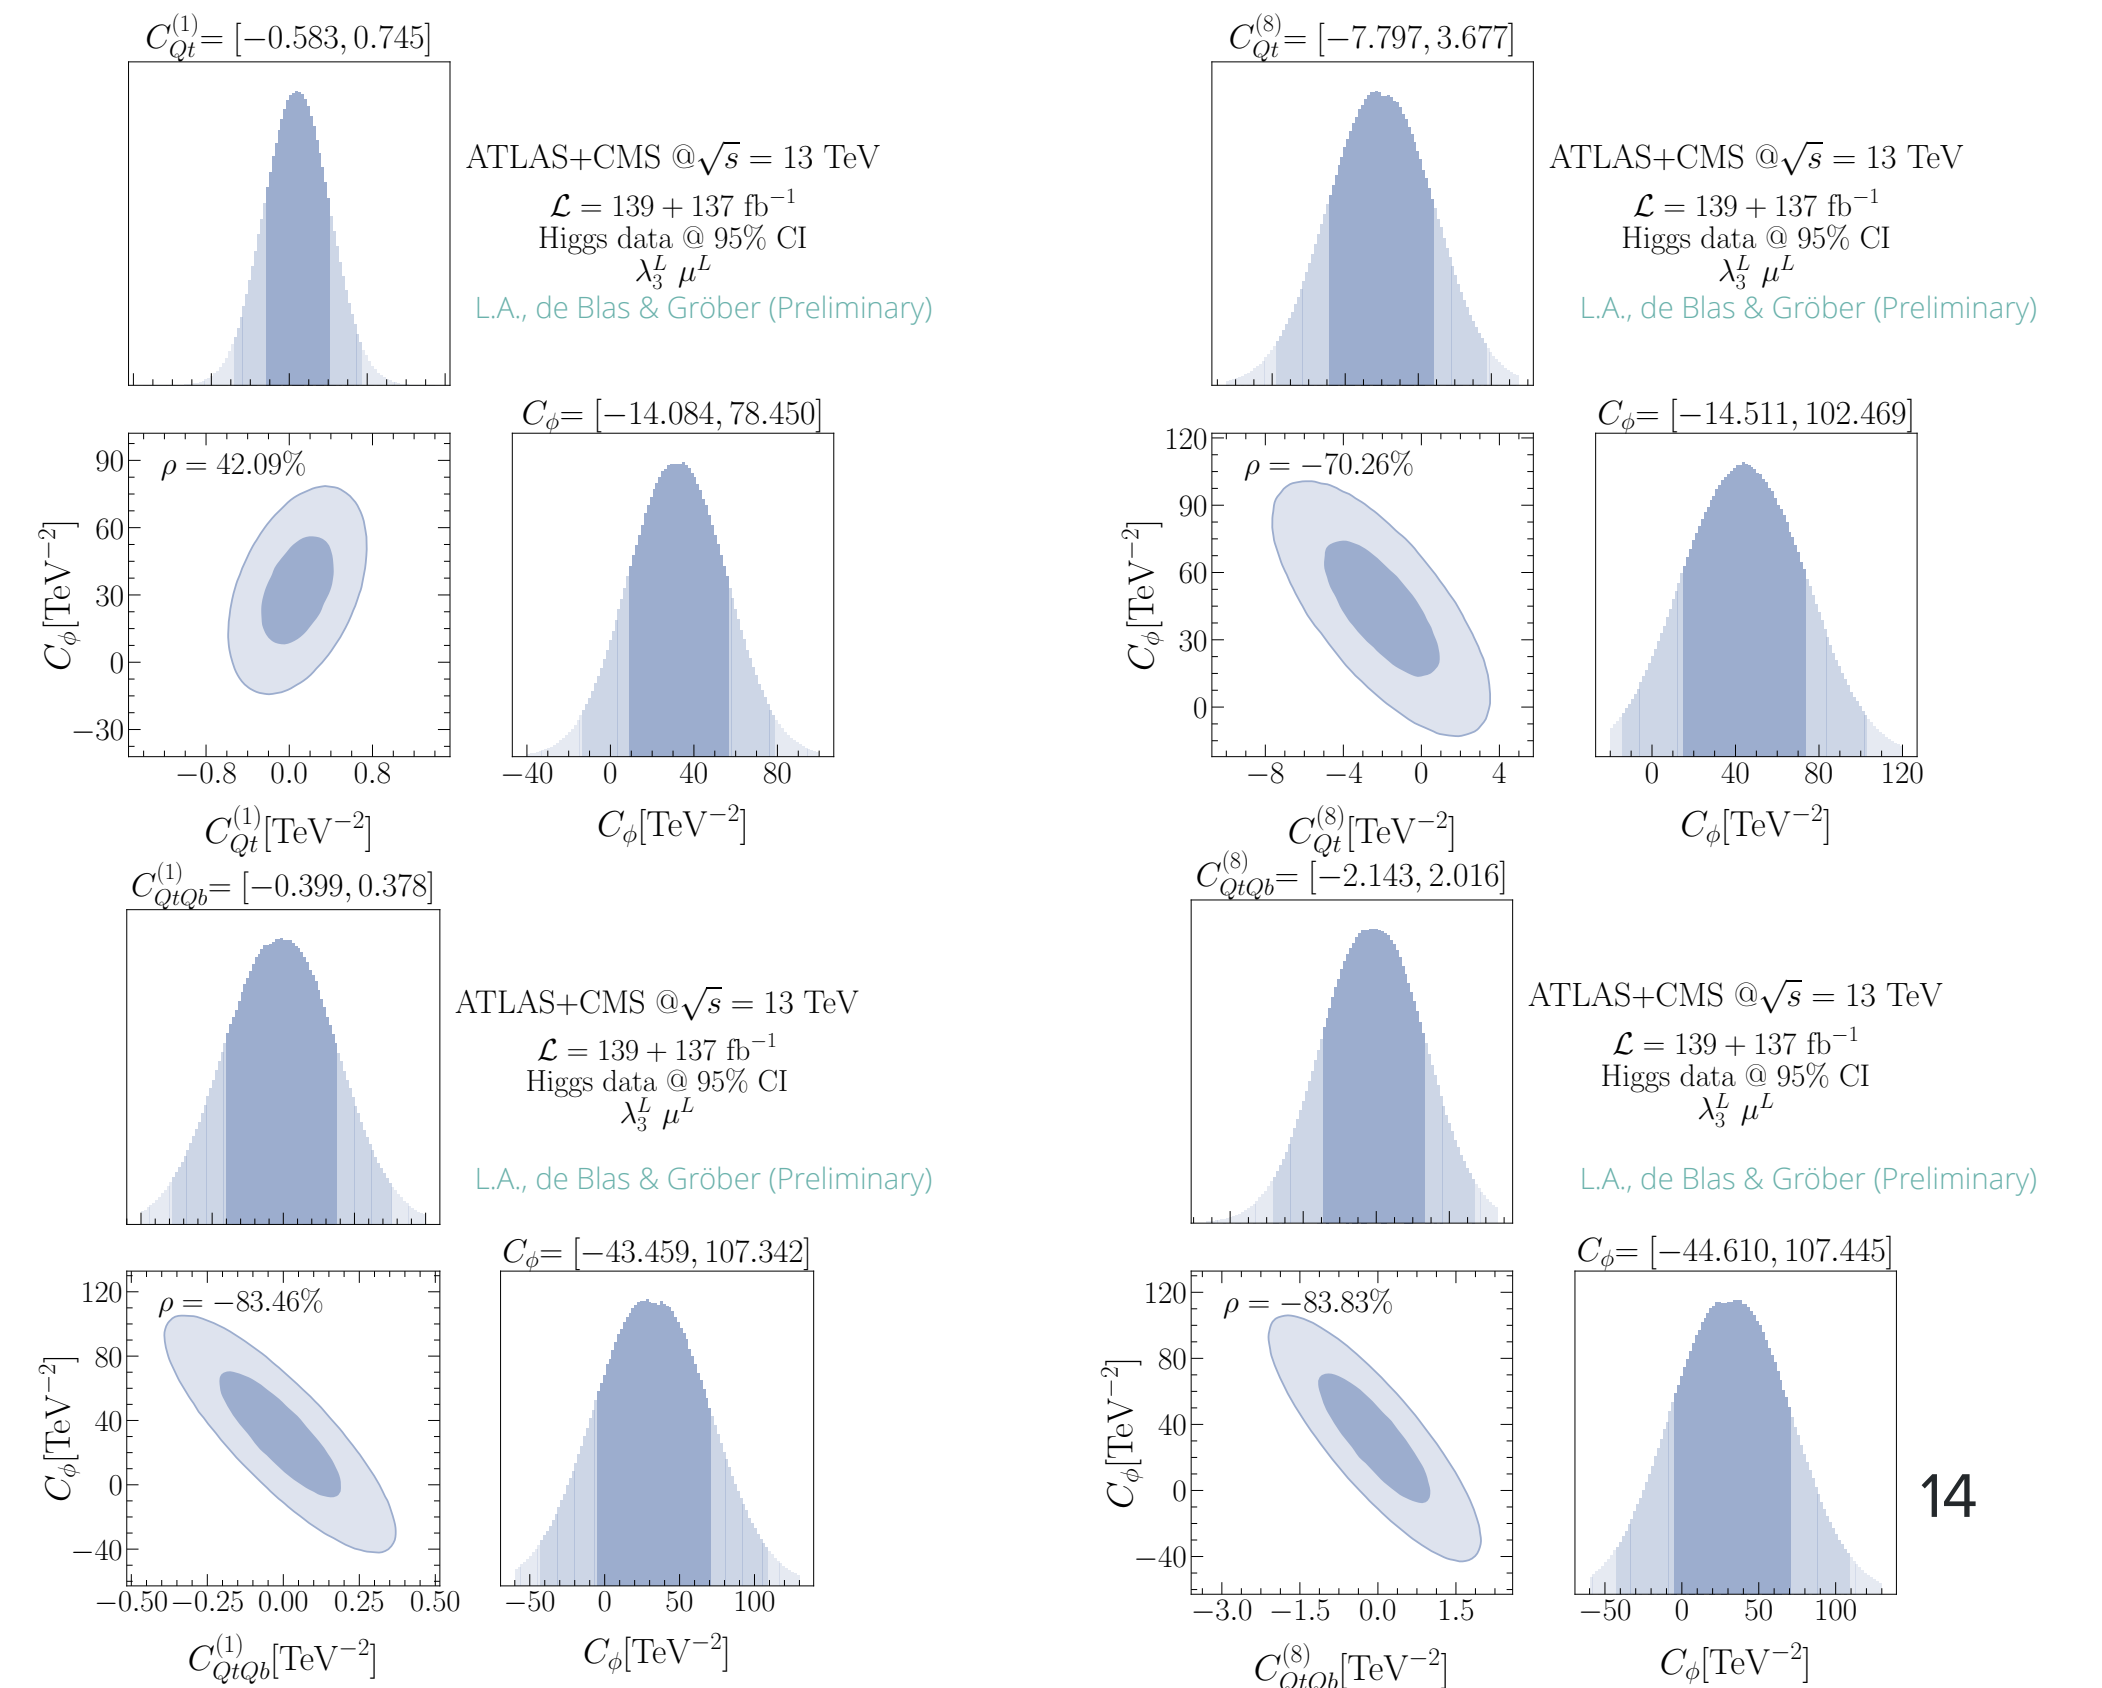 C_{Qt}^{(1)}= [−0.583, 0.745]
ATLAS+CMS @√s = 13 TeV
ℒ = 139 + 137 fb⁻¹
Higgs data @ 95% CI
λ₃ᴸ μᴸ
L.A., de Blas & Gröber (Preliminary)
C_ϕ= [−14.084, 78.450]
ρ = 42.09%
90
60
30
0
−30
C_ϕ[TeV⁻²]
−0.8 0.0 0.8
C_{Qt}^{(1)}[TeV⁻²]
−40 0 40 80
C_ϕ[TeV⁻²]
C_{Qt}^{(8)}= [−7.797, 3.677]
ATLAS+CMS @√s = 13 TeV
ℒ = 139 + 137 fb⁻¹
Higgs data @ 95% CI
λ₃ᴸ μᴸ
L.A., de Blas & Gröber (Preliminary)
C_ϕ= [−14.511, 102.469]
ρ = −70.26%
120
90
60
30
0
C_ϕ[TeV⁻²]
−8 −4 0 4
C_{Qt}^{(8)}[TeV⁻²]
0 40 80 120
C_ϕ[TeV⁻²]
C_{QtQb}^{(1)}= [−0.399, 0.378]
ATLAS+CMS @√s = 13 TeV
ℒ = 139 + 137 fb⁻¹
Higgs data @ 95% CI
λ₃ᴸ μᴸ
L.A., de Blas & Gröber (Preliminary)
C_ϕ= [−43.459, 107.342]
ρ = −83.46%
120
80
40
0
−40
C_ϕ[TeV⁻²]
−0.50 −0.25 0.00 0.25 0.50
C_{QtQb}^{(1)}[TeV⁻²]
−50 0 50 100
C_ϕ[TeV⁻²]
C_{QtQb}^{(8)}= [−2.143, 2.016]
ATLAS+CMS @√s = 13 TeV
ℒ = 139 + 137 fb⁻¹
Higgs data @ 95% CI
λ₃ᴸ μᴸ
L.A., de Blas & Gröber (Preliminary)
C_ϕ= [−44.610, 107.445]
ρ = −83.83%
120
80
40
0
−40
C_ϕ[TeV⁻²]
−3.0 −1.5 0.0 1.5
C_{QtQb}^{(8)}[TeV⁻²]
−50 0 50 100
C_ϕ[TeV⁻²]
14